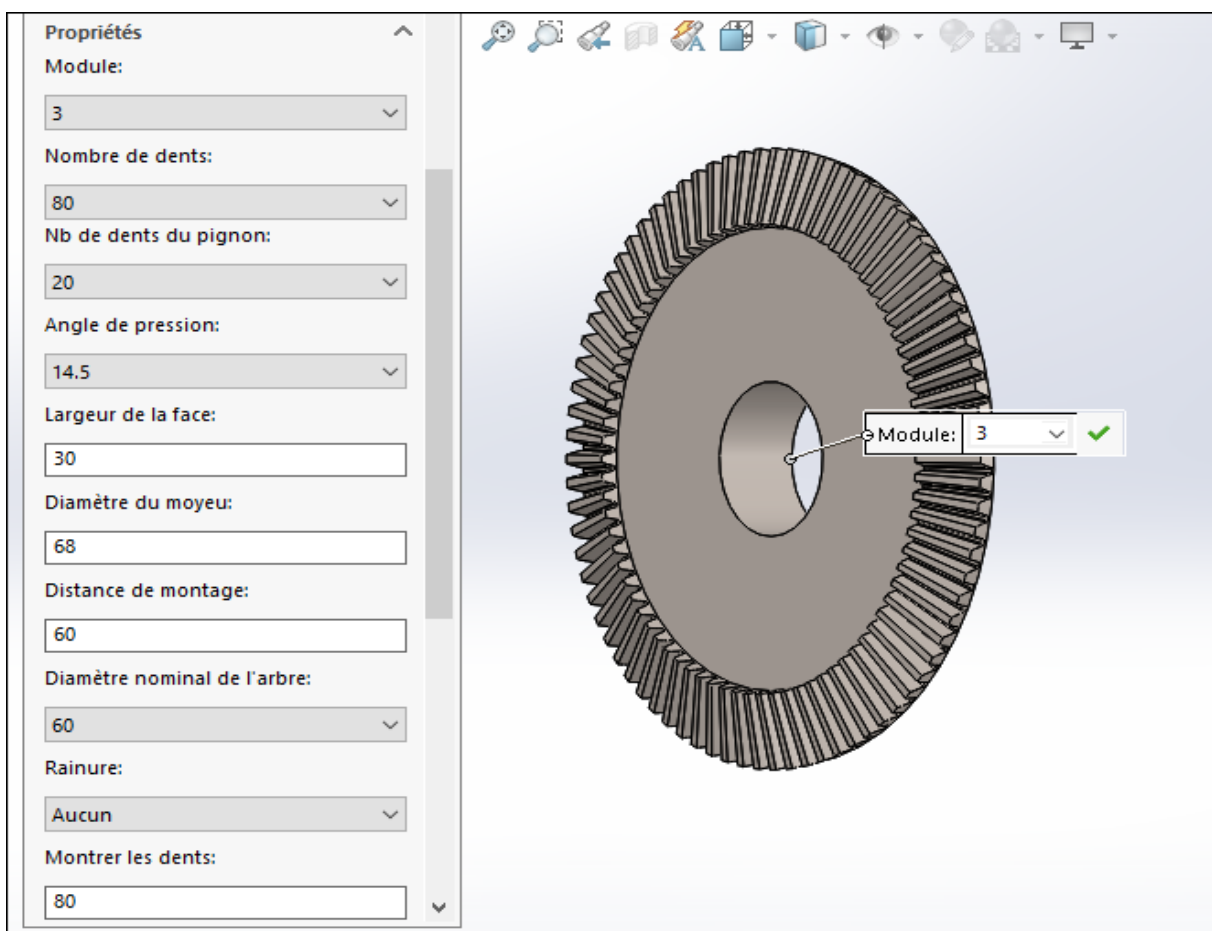 Propriétés
Module:
3
Nombre de dents:
80
Nb de dents du pignon:
20
Angle de pression:
14.5
Largeur de la face:
30
Diamètre du moyeu:
68
Distance de montage:
60
Diamètre nominal de l'arbre:
60
Rainure:
Aucun
Montrer les dents:
80
Module: 3